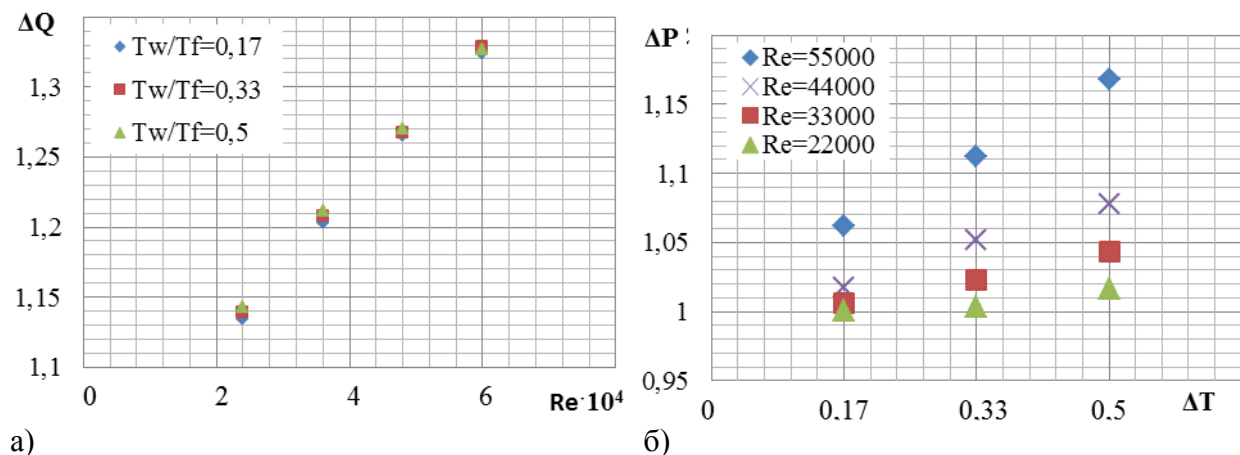 ΔQ
Tw/Tf=0,17
Tw/Tf=0,33
Tw/Tf=0,5
1,3
1,25
1,2
1,15
1,1
0
2
4
6
Re·10⁴
а)
ΔP
Re=55000
Re=44000
Re=33000
Re=22000
1,15
1,1
1,05
1
0,95
0
0,17
0,33
0,5
ΔT
б)